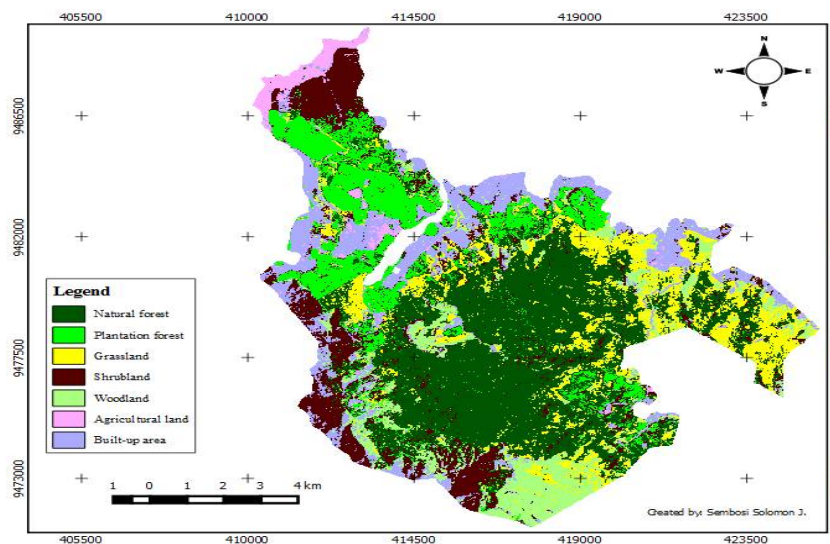 405500 410000 414500 419000 423500
N
W E
S
9486500
9482000
9477500
9473000
Legend
Natural forest
Plantation forest
Grassland
Shrubland
Woodland
Agricultural land
Built-up area
1 0 1 2 3 4 km
Created by: Sembosi Solomon J.
405500 410000 414500 419000 423500